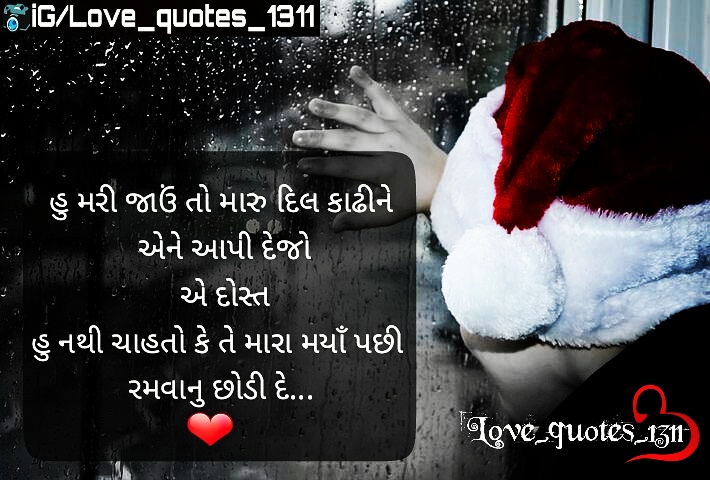 iG/Love_quotes_1311
હુ મરી જાઉં તો મારુ દિલ કાઢીને
એને આપી દેજો
એ દોસ્ત
હુ નથી ચાહતો કે તે મારા મર્યાં પછી
રમવાનુ છોડી દે...
Love_quotes_1311